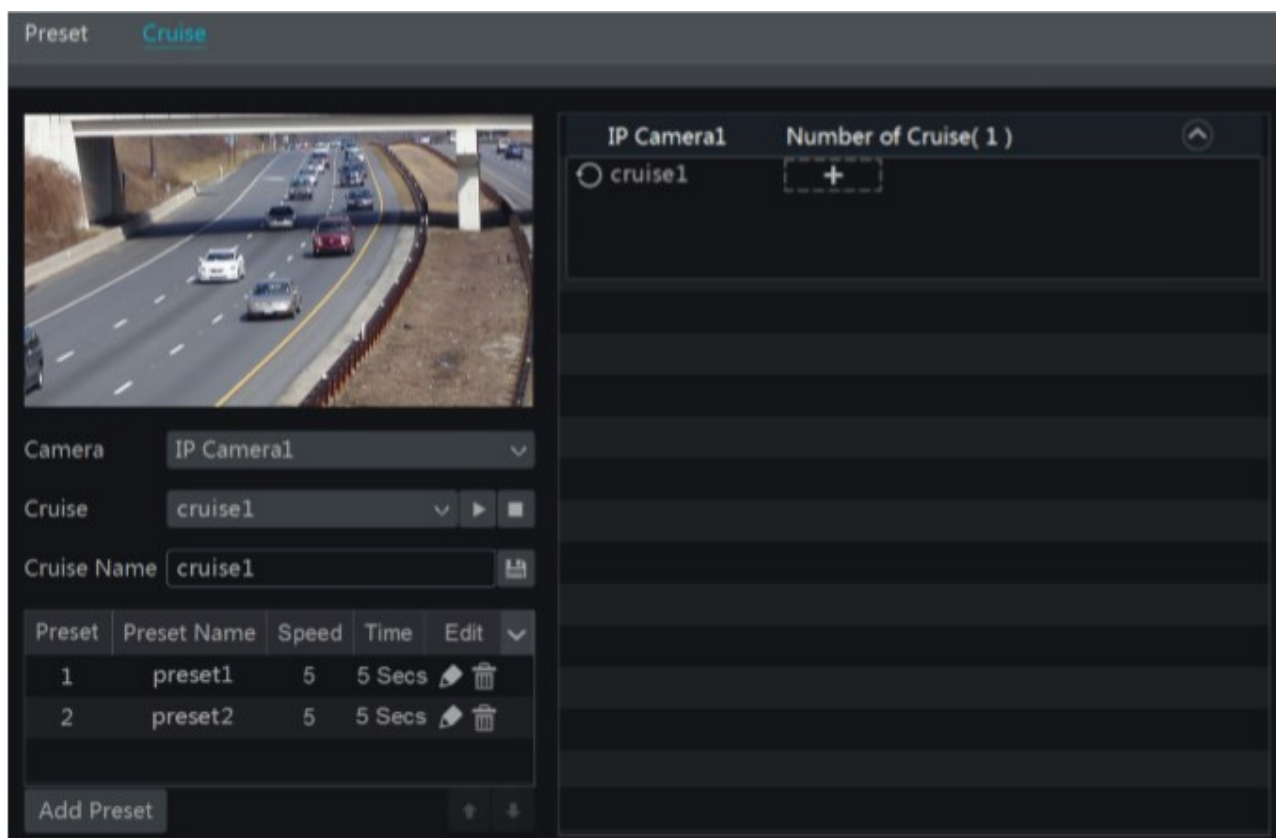 Preset Cruise
IP Camera1 Number of Cruise( 1 )
cruise1 +
Camera IP Camera1
Cruise cruise1
Cruise Name cruise1
Preset Preset Name Speed Time Edit
1 preset1 5 5 Secs
2 preset2 5 5 Secs
Add Preset